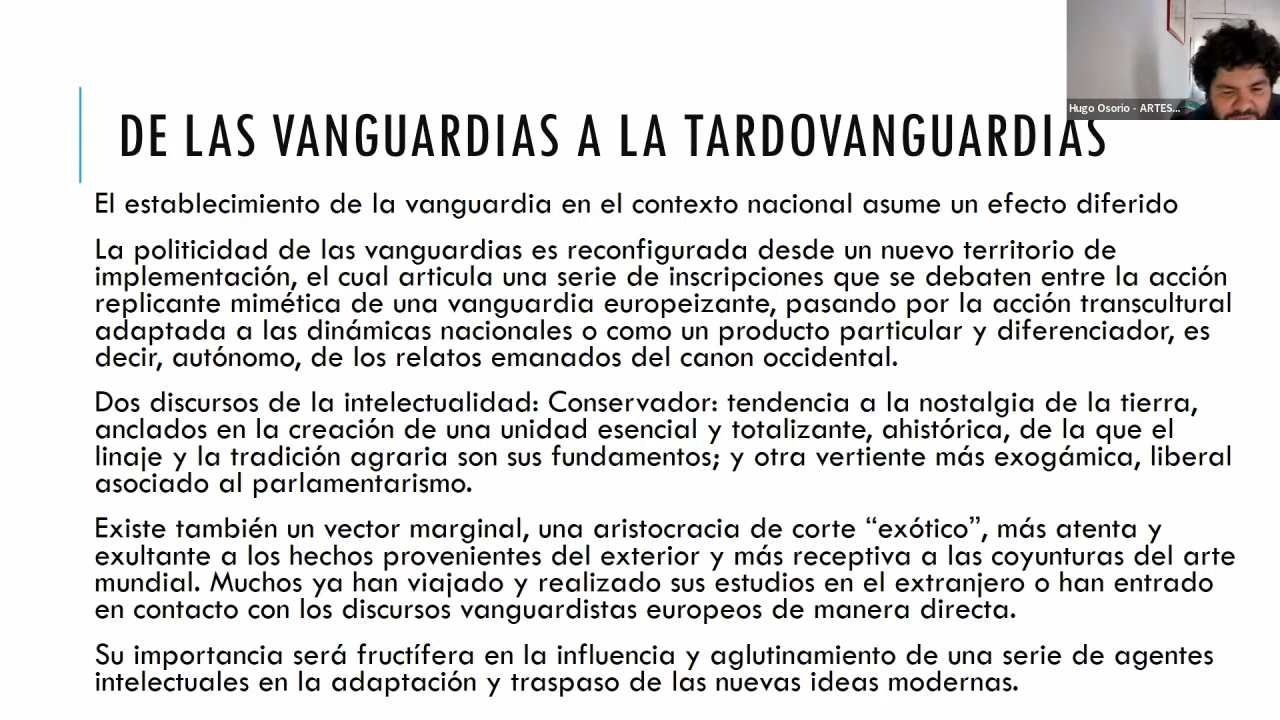 Hugo Osorio - ARTES...
DE LAS VANGUARDIAS A LA TARDOVANGUARDIAS
El establecimiento de la vanguardia en el contexto nacional asume un efecto diferido
La politicidad de las vanguardias es reconfigurada desde un nuevo territorio de
implementación, el cual articula una serie de inscripciones que se debaten entre la acción
replicante mimética de una vanguardia europeizante, pasando por la acción transcultural
adaptada a las dinámicas nacionales o como un producto particular y diferenciador, es
decir, autónomo, de los relatos emanados del canon occidental.
Dos discursos de la intelectualidad: Conservador: tendencia a la nostalgia de la tierra,
anclados en la creación de una unidad esencial y totalizante, ahistórica, de la que el
linaje y la tradición agraria son sus fundamentos; y otra vertiente más exogámica, liberal
asociado al parlamentarismo.
Existe también un vector marginal, una aristocracia de corte “exótico”, más atenta y
exultante a los hechos provenientes del exterior y más receptiva a las coyunturas del arte
mundial. Muchos ya han viajado y realizado sus estudios en el extranjero o han entrado
en contacto con los discursos vanguardistas europeos de manera directa.
Su importancia será fructífera en la influencia y aglutinamiento de una serie de agentes
intelectuales en la adaptación y traspaso de las nuevas ideas modernas.